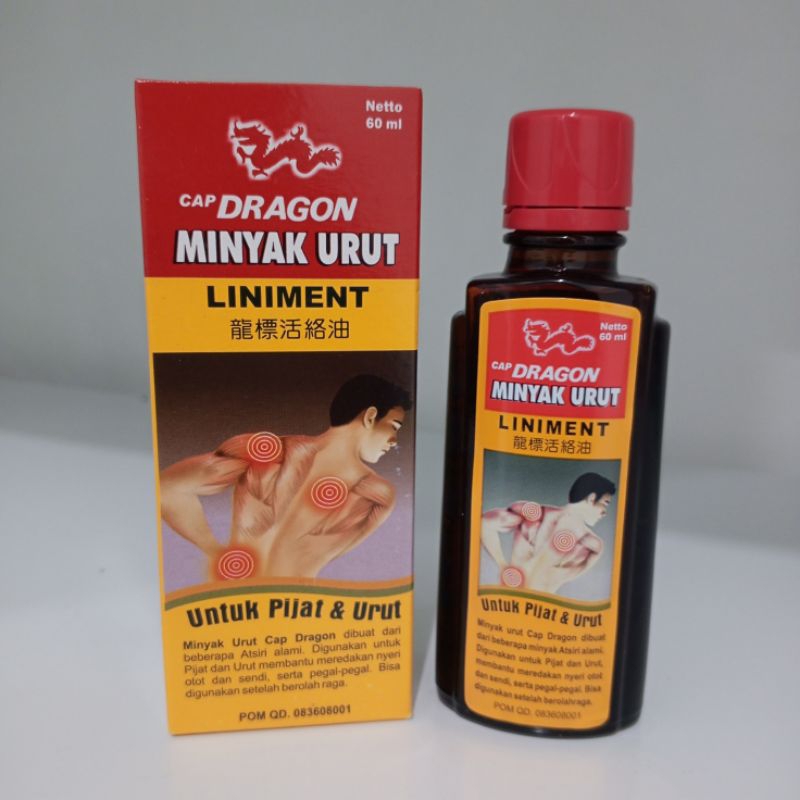 Netto
60 ml
CAP DRAGON
MINYAK URUT
LINIMENT
龍標活絡油
Untuk Pijat & Urut
Minyak Urut Cap Dragon dibuat dari
beberapa Atsiri alami. Digunakan untuk
Pijat dan Urut membantu meredakan nyeri
otot dan sendi, serta pegal-pegal. Bisa
digunakan setelah berolah raga.
POM QD. 083608001
Netto
60 ml
CAP DRAGON
MINYAK URUT
LINIMENT
龍標活絡油
Untuk Pijat & Urut
Minyak urut Cap Dragon dibuat
dari beberapa minyak Atsiri alami.
Digunakan untuk Pijat dan Urut,
membantu meredakan nyeri otot
dan sendi, serta pegal-pegal. Bisa
digunakan setelah berolahraga.
POM QD. 083608001